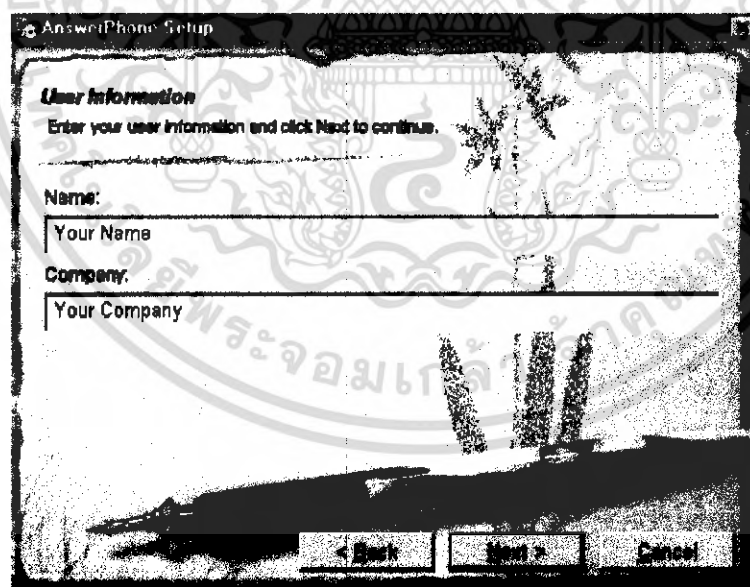 AnswerPhone Setup
User Information
Enter your user information and click Next to continue.
Name:
Your Name
Company:
Your Company
< Back
Next >
Cancel